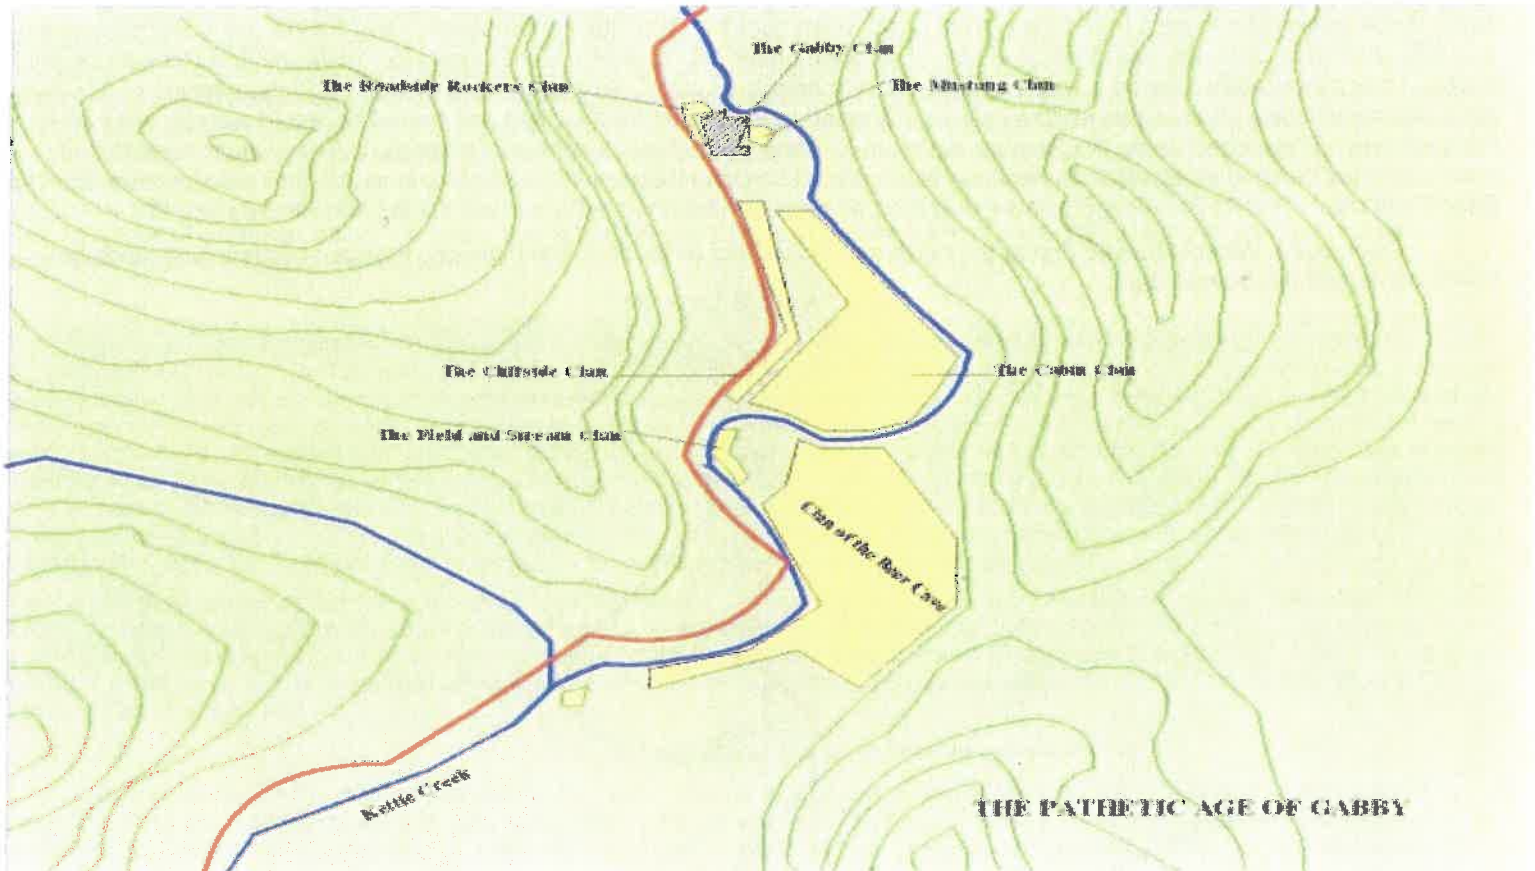 The Gabby Clan
The Roadside Rockers Clan
The Mustang Clan
The Cliffside Clan
The Cabin Clan
The Field and Stream Clan
Clan of the Beer Cave
Kettle Creek
THE PATHETIC AGE OF GABBY